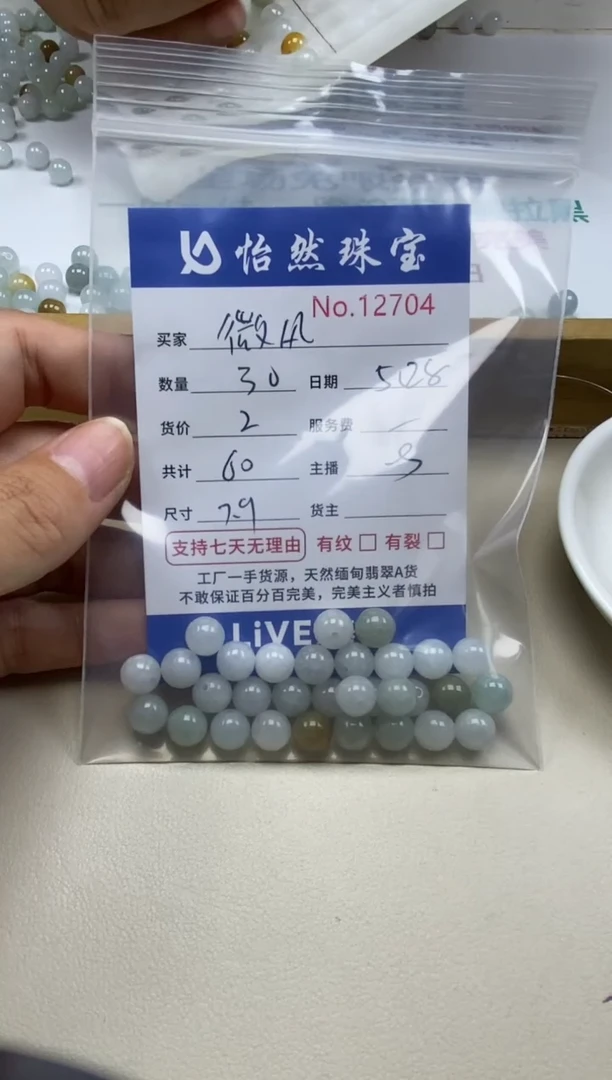 怡然珠宝
No.12704
买家 微风
数量 30 日期 528
货价 2 服务费 -
共计 60 主播
尺寸 7.9 货主
支持七天无理由 有纹 □ 有裂 □
工厂一手货源，天然缅甸翡翠A货
不敢保证百分百完美，完美主义者慎拍
LiVE